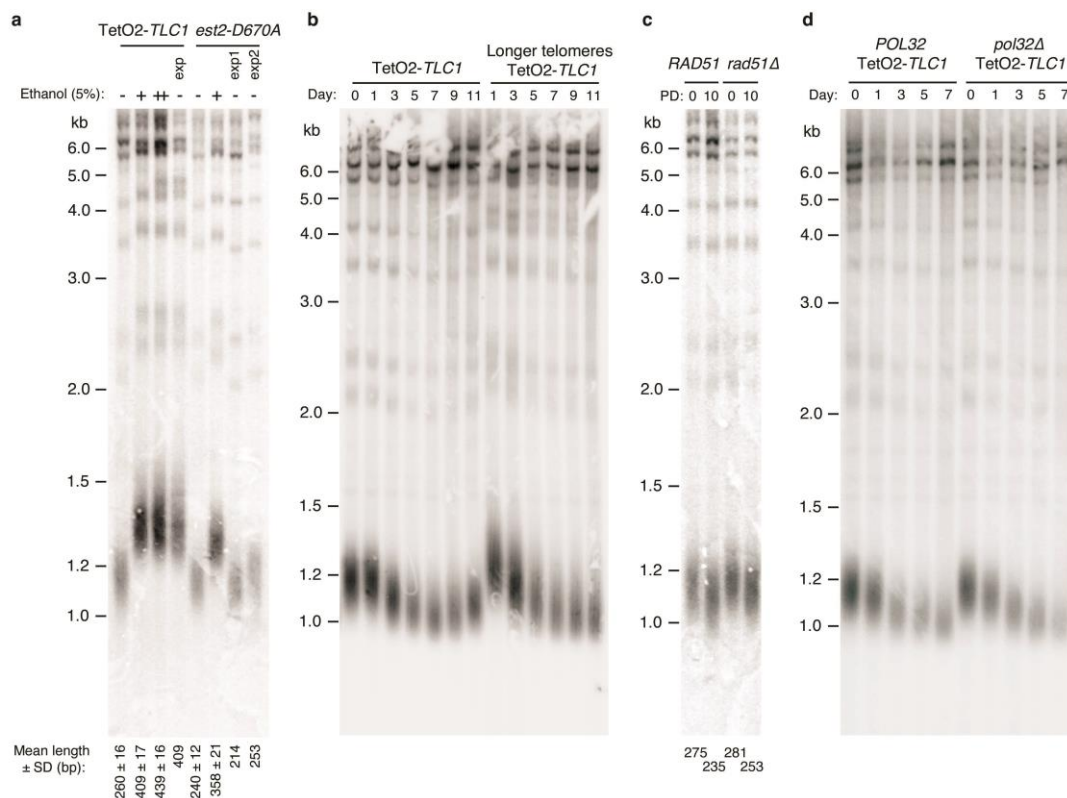 a
TetO2-TLC1 est2-D670A
exp exp1 exp2
Ethanol (5%): - + ++ - - + - -
kb
6.0
5.0
4.0
3.0
2.0
1.5
1.2
1.0
Mean length
± SD (bp):
260 ± 16
409 ± 17
439 ± 16
409
240 ± 12
358 ± 21
214
253
b
Longer telomeres
TetO2-TLC1 TetO2-TLC1
Day: 0 1 3 5 7 9 11 1 3 5 7 9 11
kb
6.0
5.0
4.0
3.0
2.0
1.5
1.2
1.0
c
RAD51 rad51Δ
PD: 0 10 0 10
kb
6.0
5.0
4.0
3.0
2.0
1.5
1.2
1.0
275 281
235 253
d
POL32 pol32Δ
TetO2-TLC1 TetO2-TLC1
Day: 0 1 3 5 7 0 1 3 5 7
kb
6.0
5.0
4.0
3.0
2.0
1.5
1.2
1.0